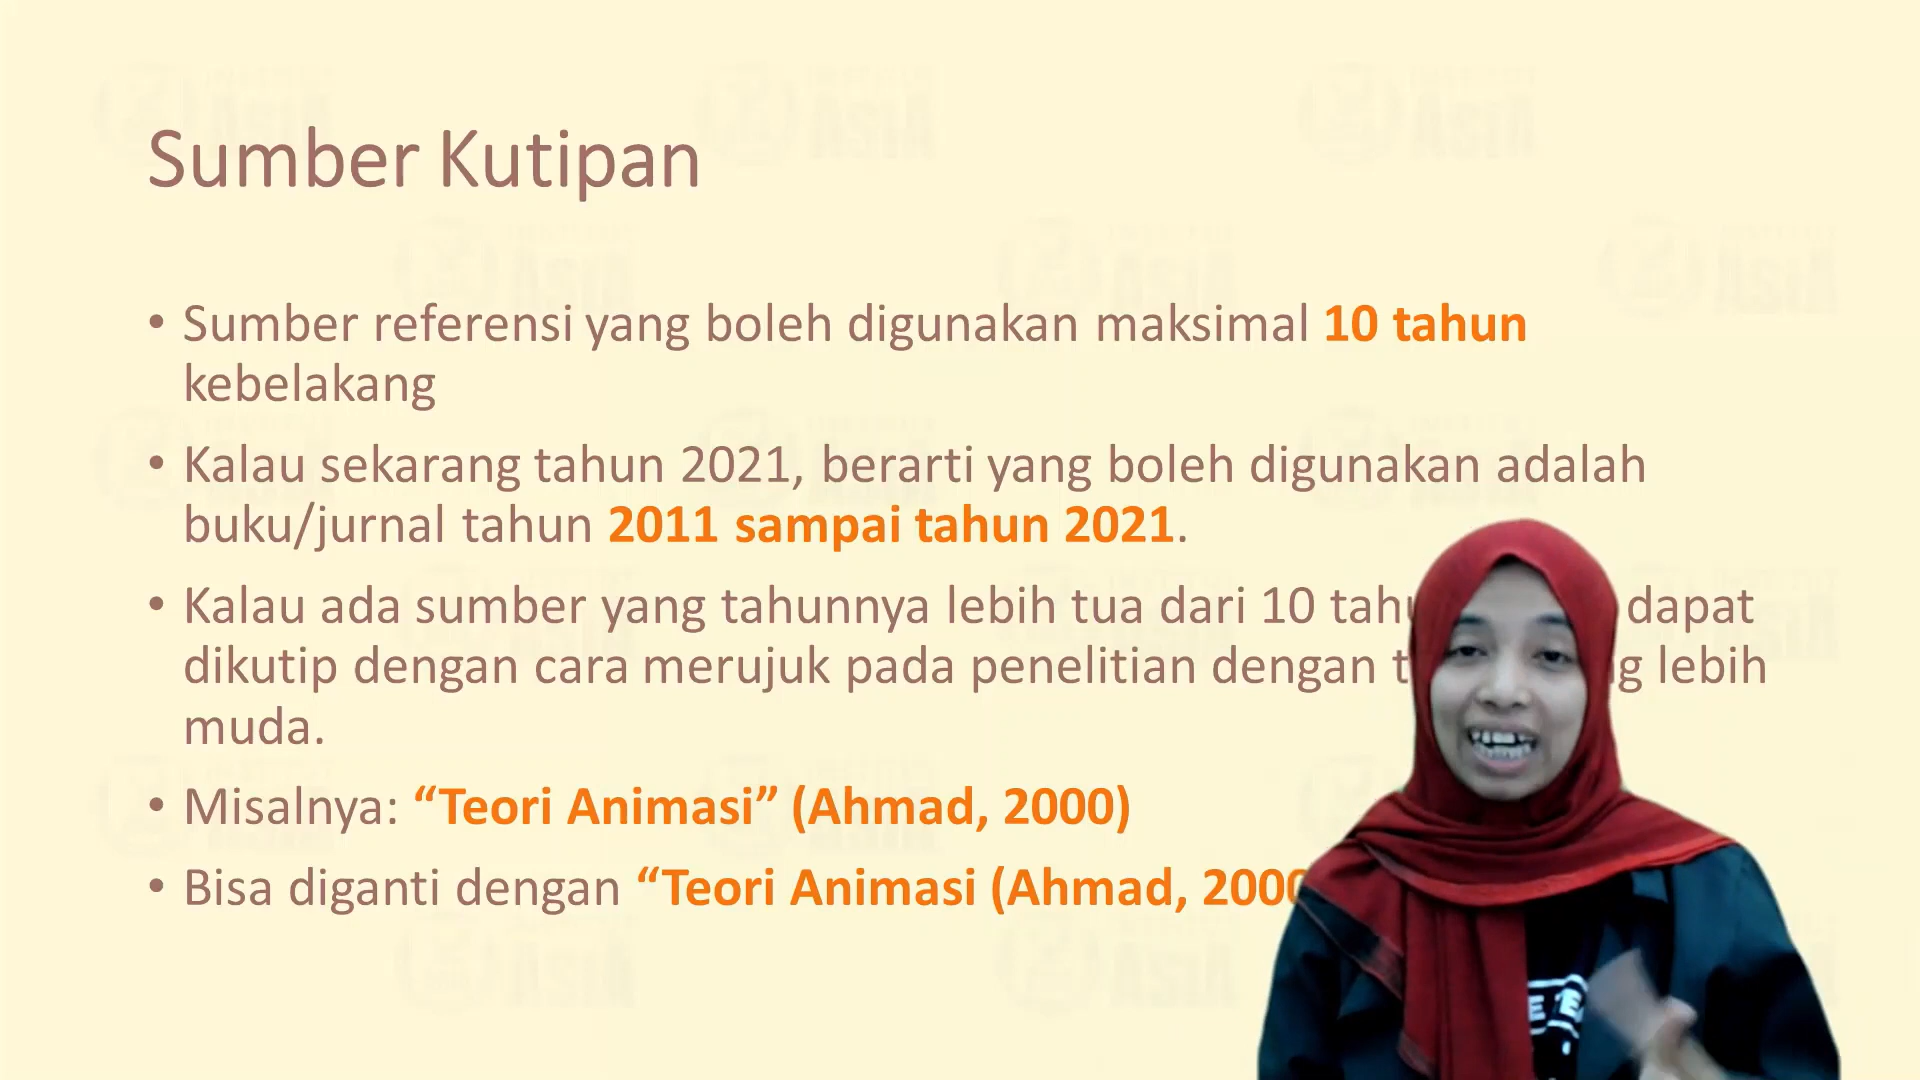 Sumber Kutipan
• Sumber referensi yang boleh digunakan maksimal 10 tahun
kebelakang
• Kalau sekarang tahun 2021, berarti yang boleh digunakan adalah
buku/jurnal tahun 2011 sampai tahun 2021.
• Kalau ada sumber yang tahunnya lebih tua dari 10 dapat
dikutip dengan cara merujuk pada penelitian dengan lebih
muda.
• Misalnya: “Teori Animasi” (Ahmad, 2000)
• Bisa diganti dengan “Teori Animasi (Ahmad, 2000
ASIA